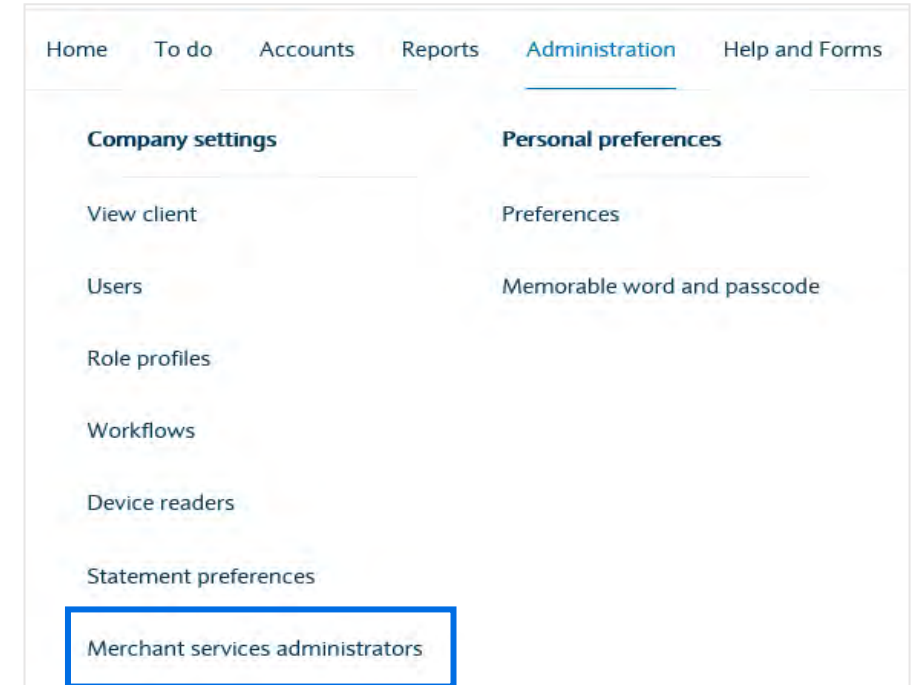 Home To do Accounts Reports Administration Help and Forms
Company settings
View client
Users
Role profiles
Workflows
Device readers
Statement preferences
Merchant services administrators
Personal preferences
Preferences
Memorable word and passcode